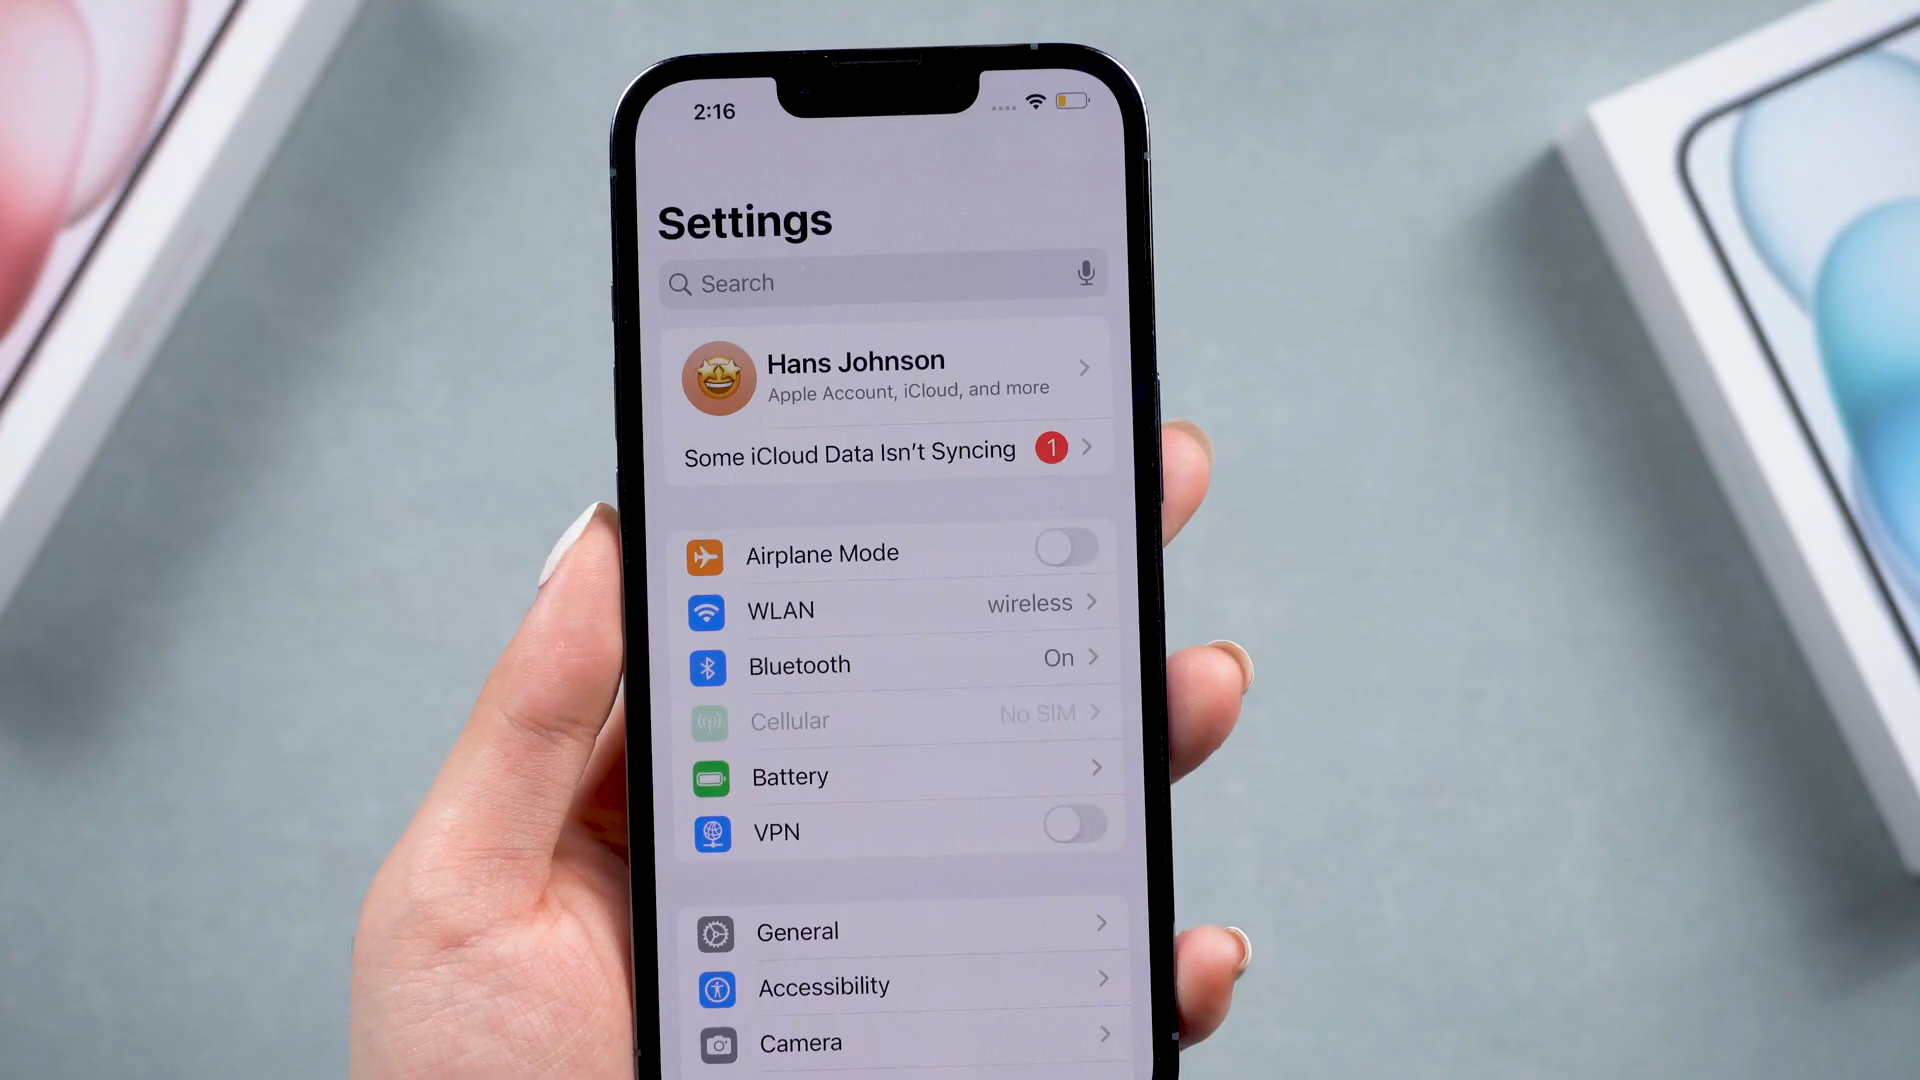 2:16
Settings
Search
Hans Johnson
Apple Account, iCloud, and more
Some iCloud Data Isn’t Syncing 1
Airplane Mode
WLAN wireless
Bluetooth On
Cellular No SIM
Battery
VPN
General
Accessibility
Camera